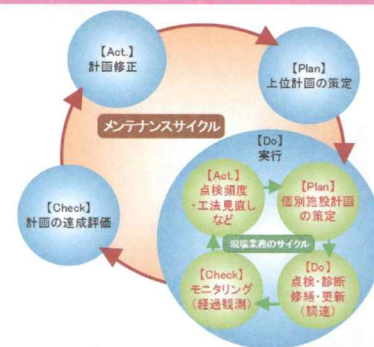 【Act.】
計画修正
【Plan】
上位計画の策定
メンテナンスサイクル
【Do】
実行
【Act.】
点検頻度
・工法見直し
など
【Plan】
個別施設計画
の策定
【Check】
計画の達成評価
現場業務のサイクル
【Check】
モニタリング
(経過観測)
【Do】
点検・診断
修繕・更新
(調達)